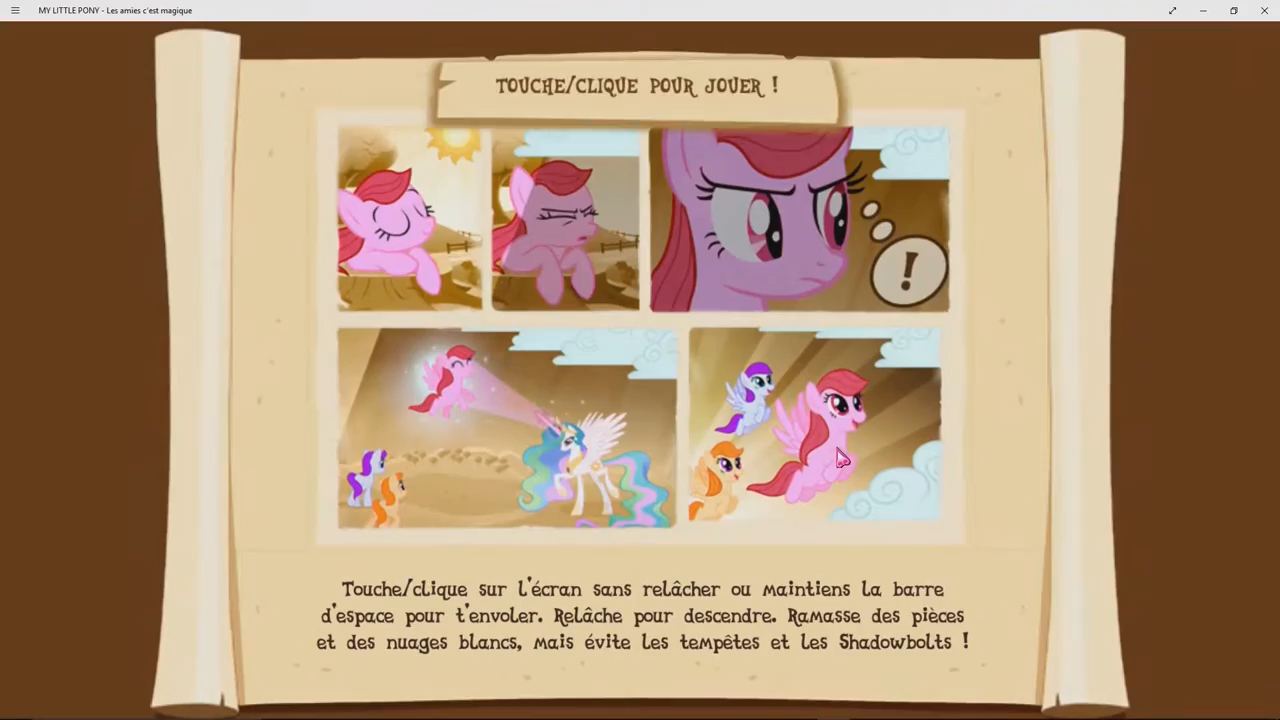 MY LITTLE PONY - Les amies c'est magique
TOUCHE/CLIQUE POUR JOUER !
!
Touche/clique sur l'écran sans relâcher ou maintiens la barre
d'espace pour t'envoler. Relâche pour descendre. Ramasse des pièces
et des nuages blancs, mais évite les tempêtes et les Shadowbolts !